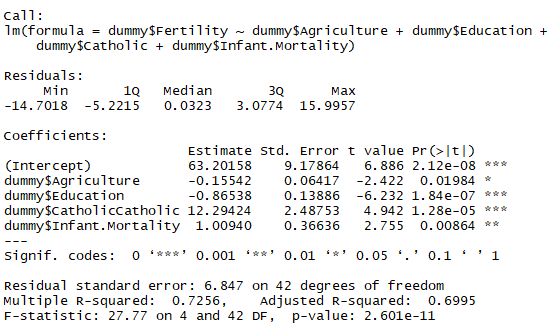 Call:
lm(formula = dummy$Fertility ~ dummy$Agriculture + dummy$Education +
    dummy$Catholic + dummy$Infant.Mortality)

Residuals:
     Min       1Q   Median       3Q      Max
-14.7018  -5.2215   0.0323   3.0774  15.9957

Coefficients:
                       Estimate Std. Error t value Pr(>|t|)
(Intercept)            63.20158    9.17864   6.886 2.12e-08 ***
dummy$Agriculture      -0.15542    0.06417  -2.422  0.01984 *
dummy$Education        -0.86538    0.13886  -6.232 1.84e-07 ***
dummy$CatholicCatholic 12.29424    2.48753   4.942 1.28e-05 ***
dummy$Infant.Mortality  1.00940    0.36636   2.755  0.00864 **
---
Signif. codes:  0 ‘***’ 0.001 ‘**’ 0.01 ‘*’ 0.05 ‘.’ 0.1 ‘ ’ 1

Residual standard error: 6.847 on 42 degrees of freedom
Multiple R-squared:  0.7256,    Adjusted R-squared:  0.6995
F-statistic: 27.77 on 4 and 42 DF,  p-value: 2.601e-11